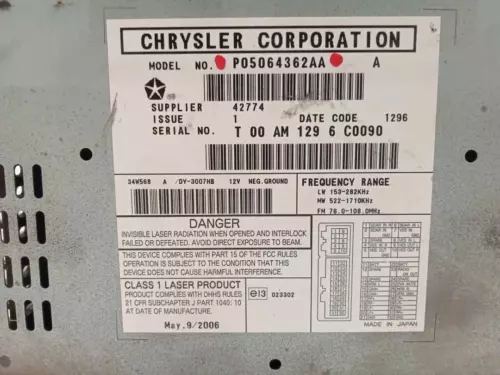 CHRYSLER CORPORATION
MODEL NO. P05064362AA A
SUPPLIER 42774
ISSUE 1 DATE CODE 1296
SERIAL NO. T 00 AM 129 6 C0090
34W568 A /DV-3007HB 12V NEG.GROUND
FREQUENCY RANGE
LW 153-282KHz
MW 522-1710KHz
FM 76.0-108.0MHz
DANGER
INVISIBLE LASER RADIATION WHEN OPENED AND INTERLOCK
FAILED OR DEFEATED. AVOID DIRECT EXPOSURE TO BEAM.
THIS DEVICE COMPLIES WITH PART 15 OF THE FCC RULES
OPERATION IS SUBJECT TO THE CONDITION THAT THIS
DEVICE DOES NOT CAUSE HARMFUL INTERFERENCE
CLASS 1 LASER PRODUCT
PRODUCT COMPLIES WITH DHHS RULES
21 CFR SUBCHAPTER J PART 1040: 10
AT DATE OF MANUFACTURE.
e13 023302
May.9/2006
MADE IN JAPAN